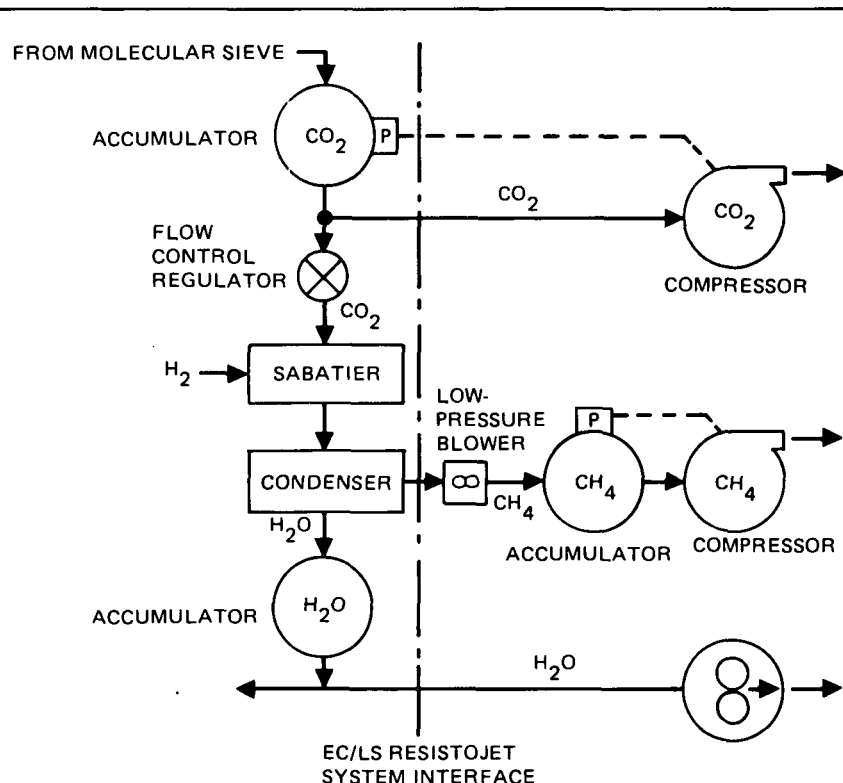 FROM MOLECULAR SIEVE
ACCUMULATOR
CO2
P
CO2
CO2
COMPRESSOR
FLOW
CONTROL
REGULATOR
CO2
H2
SABATIER
LOW-
PRESSURE
BLOWER
P
CONDENSER
CH4
CH4
CH4
H2O
ACCUMULATOR
COMPRESSOR
ACCUMULATOR
H2O
H2O
EC/LS RESISTOJET
SYSTEM INTERFACE